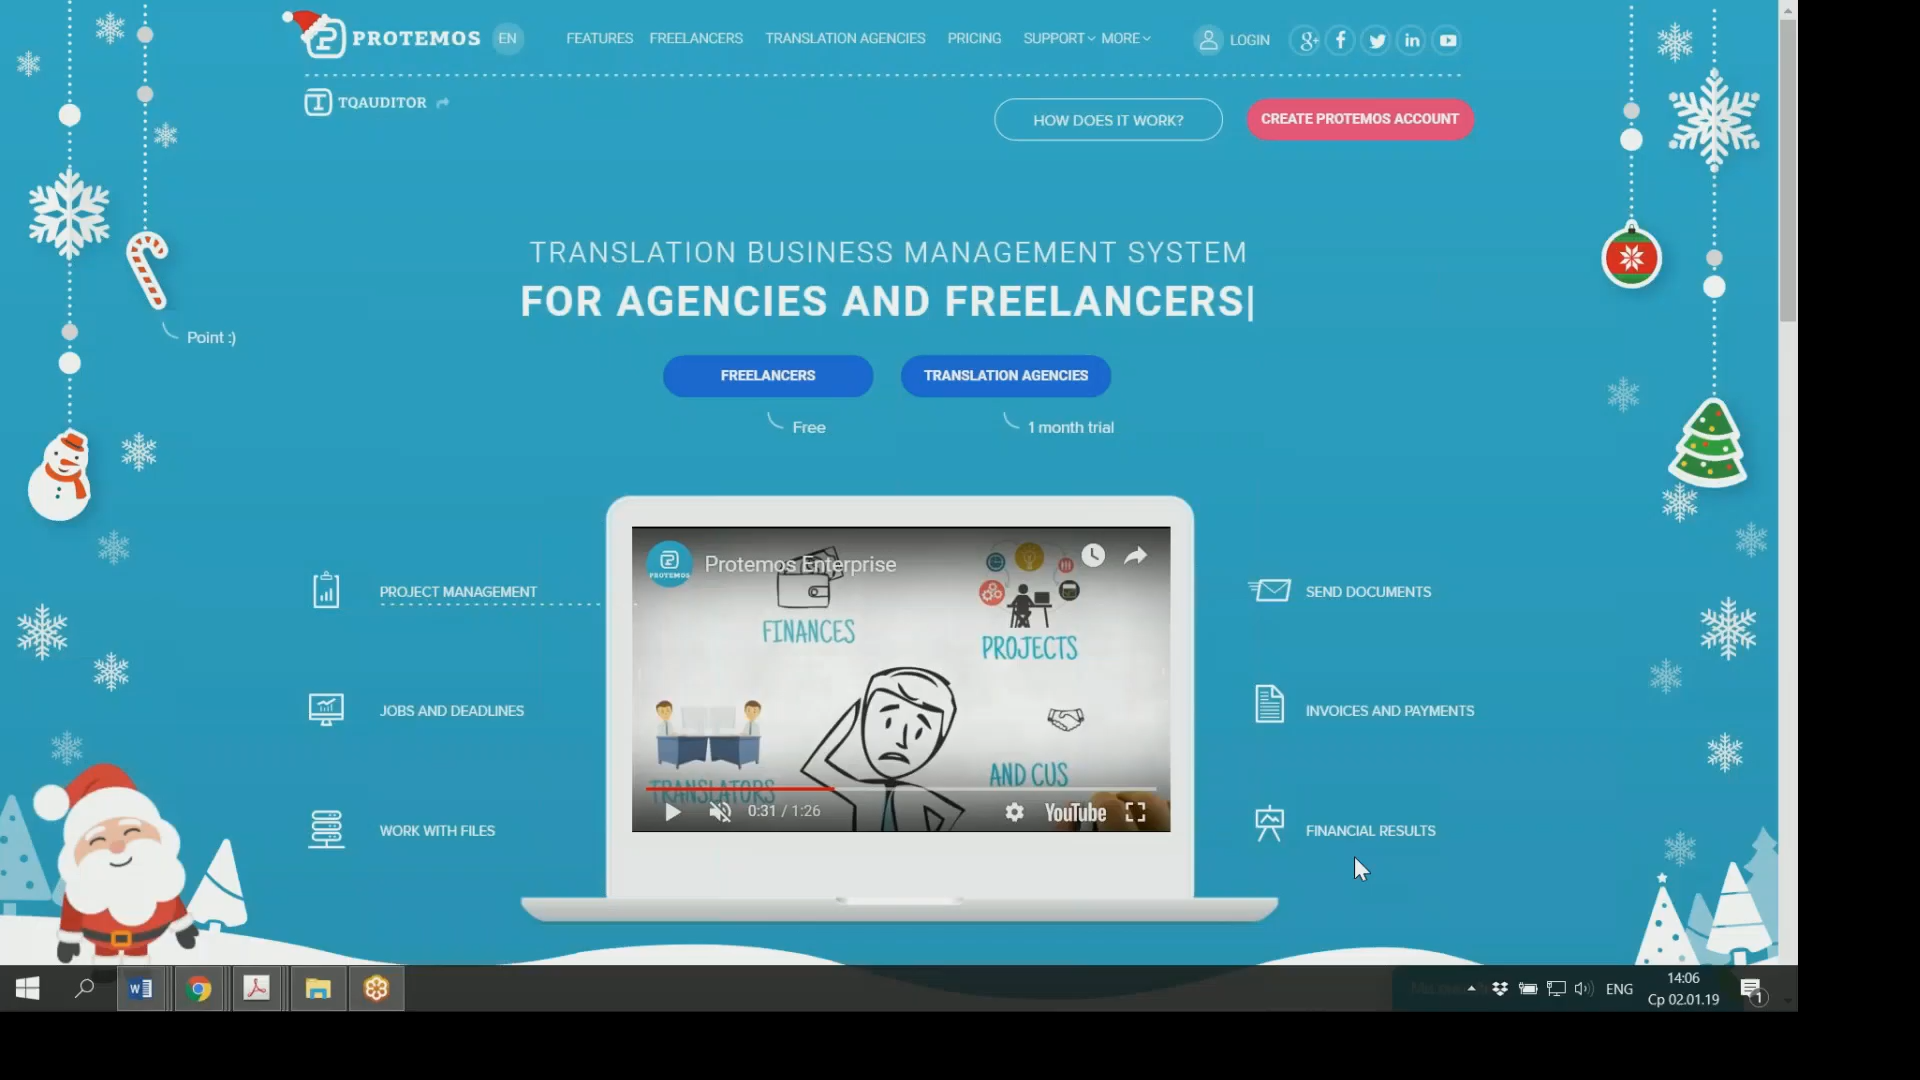 PROTEMOS EN FEATURES FREELANCERS TRANSLATION AGENCIES PRICING SUPPORT MORE LOGIN
TQAUDITOR
HOW DOES IT WORK? CREATE PROTEMOS ACCOUNT
TRANSLATION BUSINESS MANAGEMENT SYSTEM
FOR AGENCIES AND FREELANCERS|
Point :)
FREELANCERS TRANSLATION AGENCIES
Free 1 month trial
PROTEMOS
Protemos Enterprise
FINANCES
PROJECTS
AND CUS
TRANSLATORS
0:31 / 1:26 YouTube
PROJECT MANAGEMENT
JOBS AND DEADLINES
WORK WITH FILES
SEND DOCUMENTS
INVOICES AND PAYMENTS
FINANCIAL RESULTS
ENG
14:06
Ср 02.01.19
1